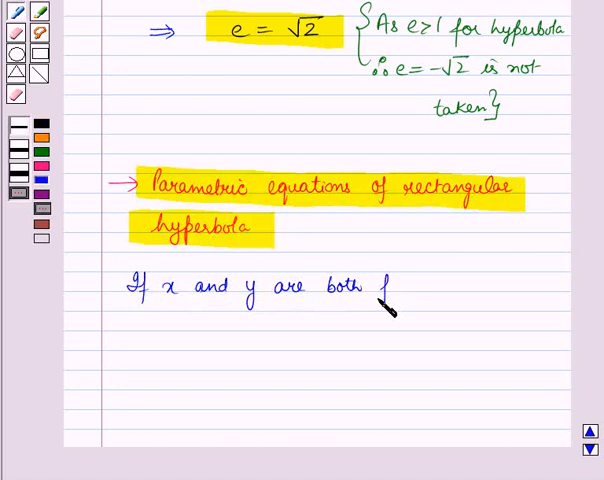 ⇒ e = √2 {As e>1 for hyperbola
∴ e = -√2 is not
taken}
→ Parametric equations of rectangular
hyperbola
If x and y are both f